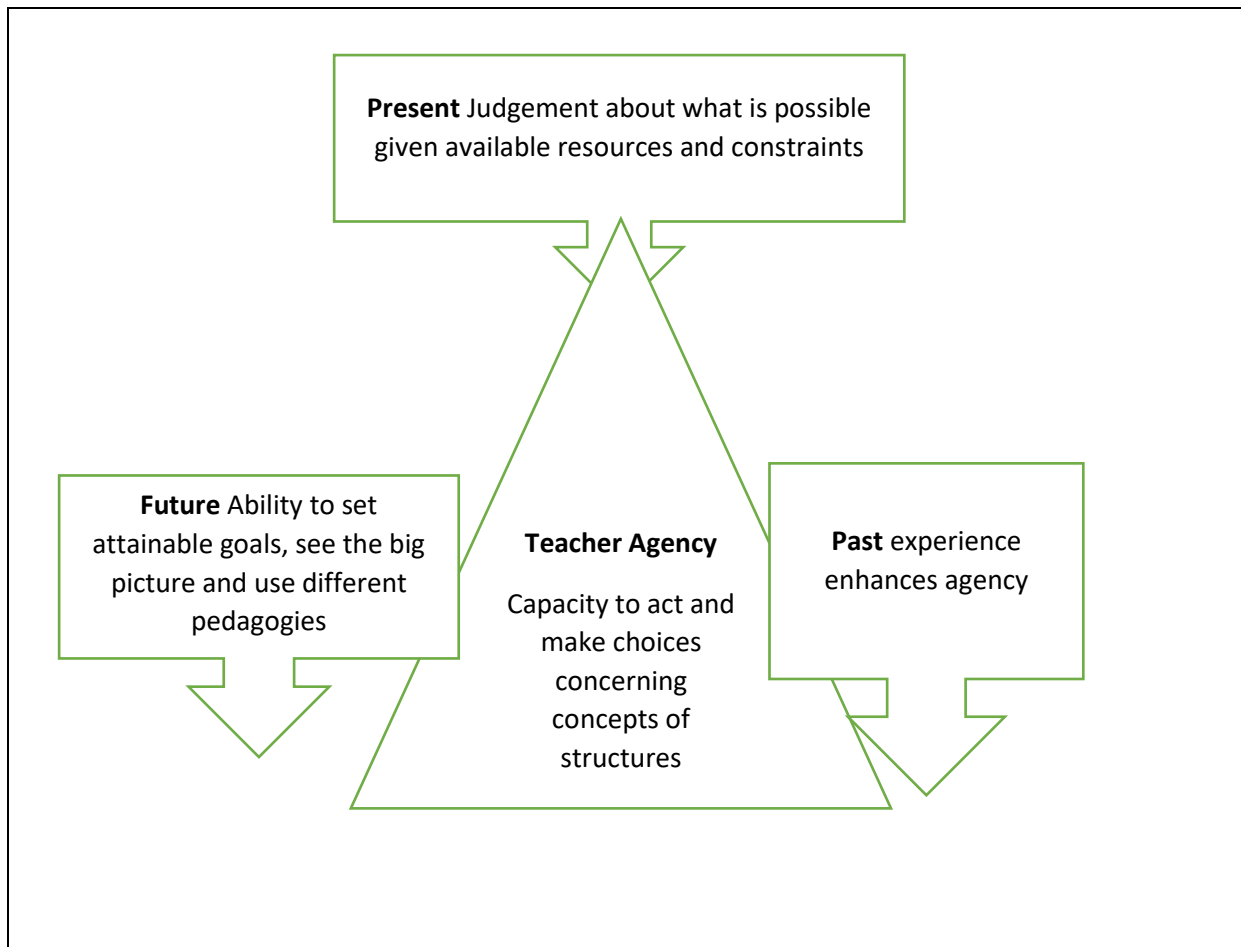 Present Judgement about what is possible
given available resources and constraints
Future Ability to set
attainable goals, see the big
picture and use different
pedagogies
Teacher Agency
Capacity to act and
make choices
concerning
concepts of
structures
Past experience
enhances agency